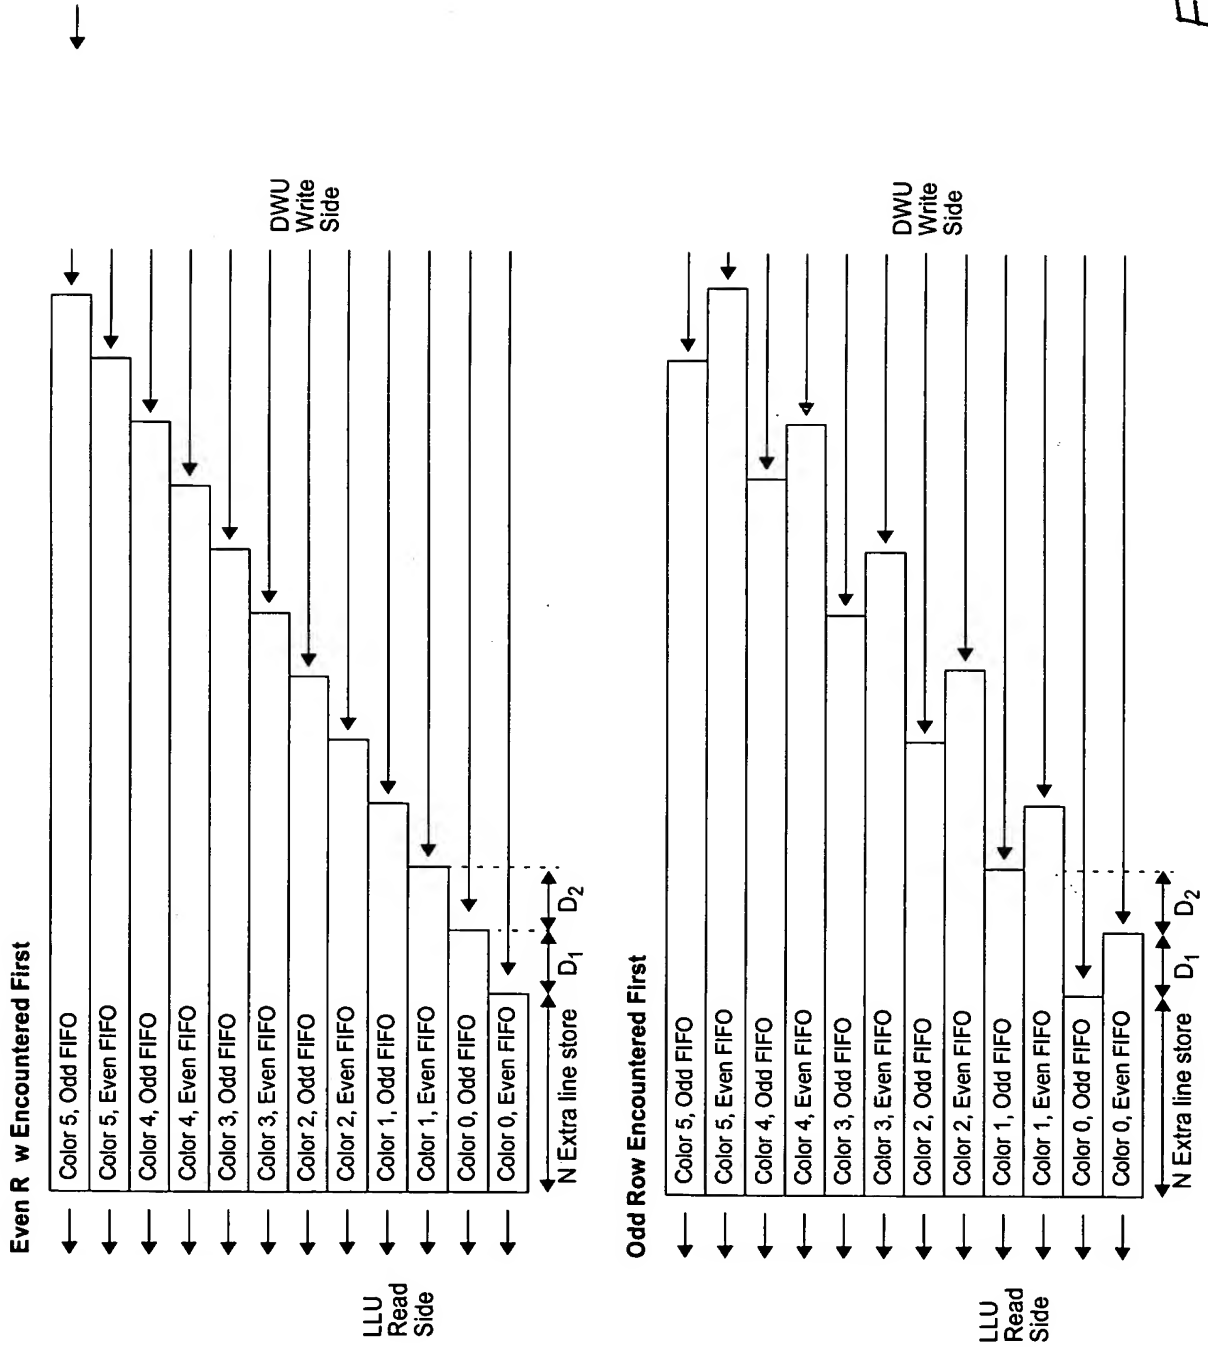 Even R w Encountered First
Color 5, Odd FIFO
Color 5, Even FIFO
Color 4, Odd FIFO
Color 4, Even FIFO
Color 3, Odd FIFO
Color 3, Even FIFO
Color 2, Odd FIFO
Color 2, Even FIFO
Color 1, Odd FIFO
Color 1, Even FIFO
Color 0, Odd FIFO
Color 0, Even FIFO
LLU
Read
Side
DWU
Write
Side
N Extra line store
D1
D2
Odd Row Encountered First
Color 5, Odd FIFO
Color 5, Even FIFO
Color 4, Odd FIFO
Color 4, Even FIFO
Color 3, Odd FIFO
Color 3, Even FIFO
Color 2, Odd FIFO
Color 2, Even FIFO
Color 1, Odd FIFO
Color 1, Even FIFO
Color 0, Odd FIFO
Color 0, Even FIFO
LLU
Read
Side
DWU
Write
Side
N Extra line store
D1
D2